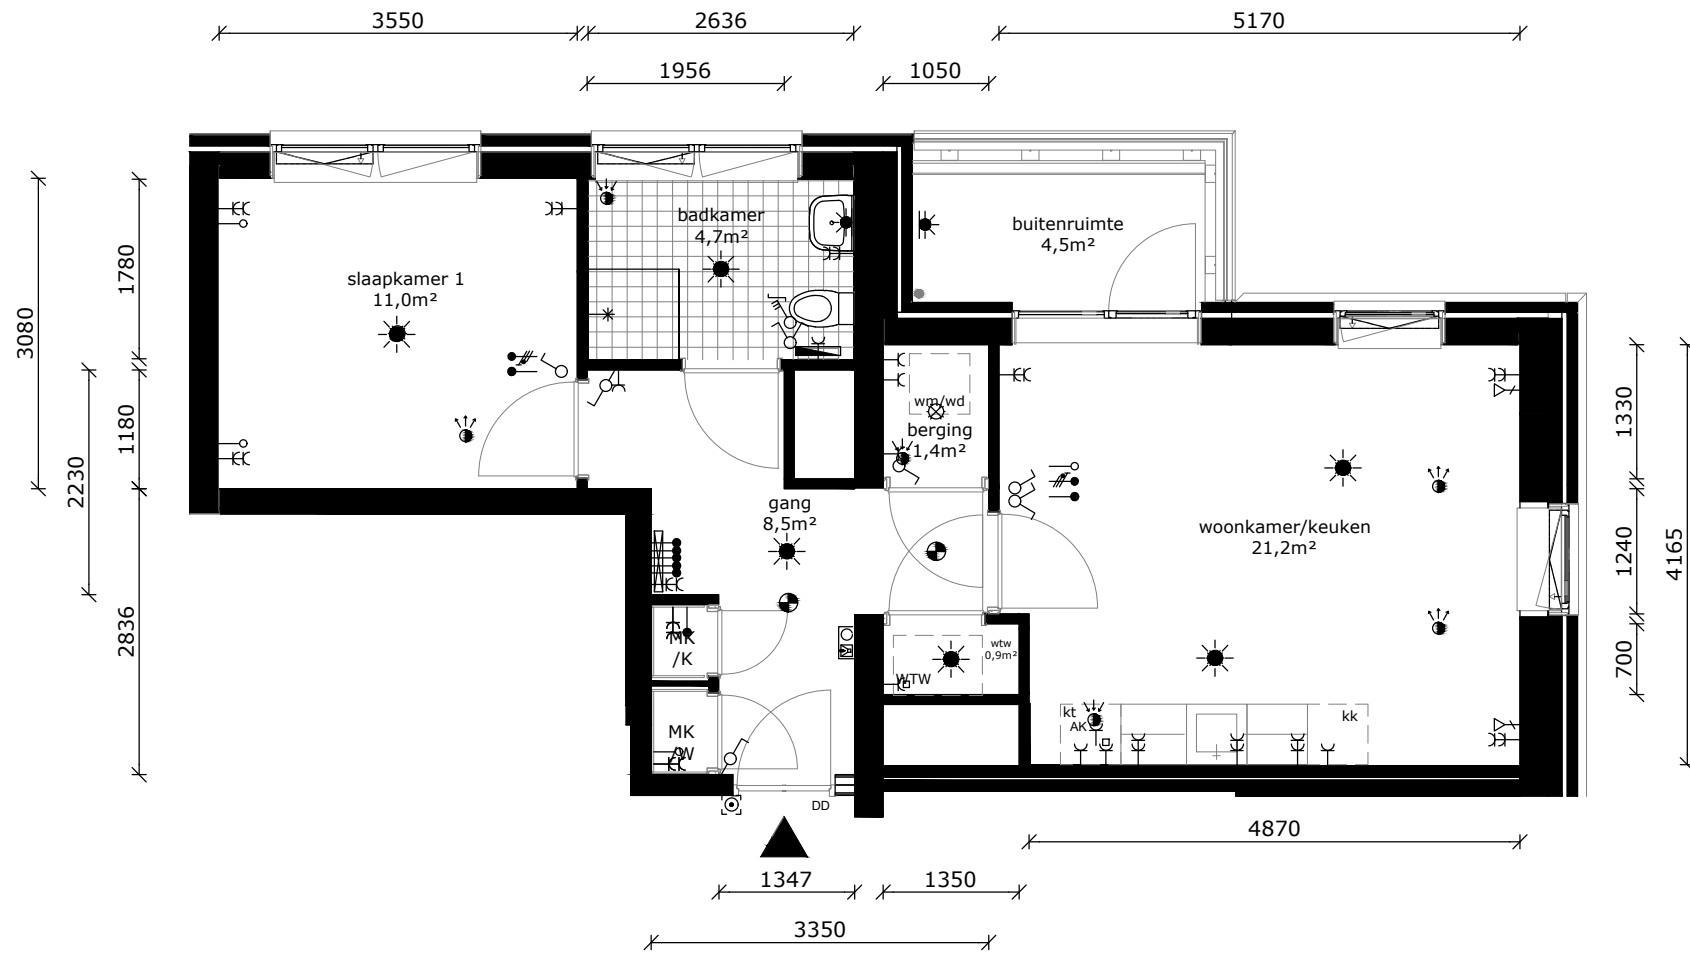 3550
2636
5170
1956
1050
badkamer
4,7m²
buitenruimte
4,5m²
slaapkamer 1
11,0m²
1780
3080
1180
2230
2836
wm/wd
berging
1,4m²
gang
8,5m²
woonkamer/keuken
21,2m²
1330
1240
4165
700
MK
/K
wtw
0,9m²
WTW
MK
/W
kt
AK
kk
DD
4870
1347
1350
3350